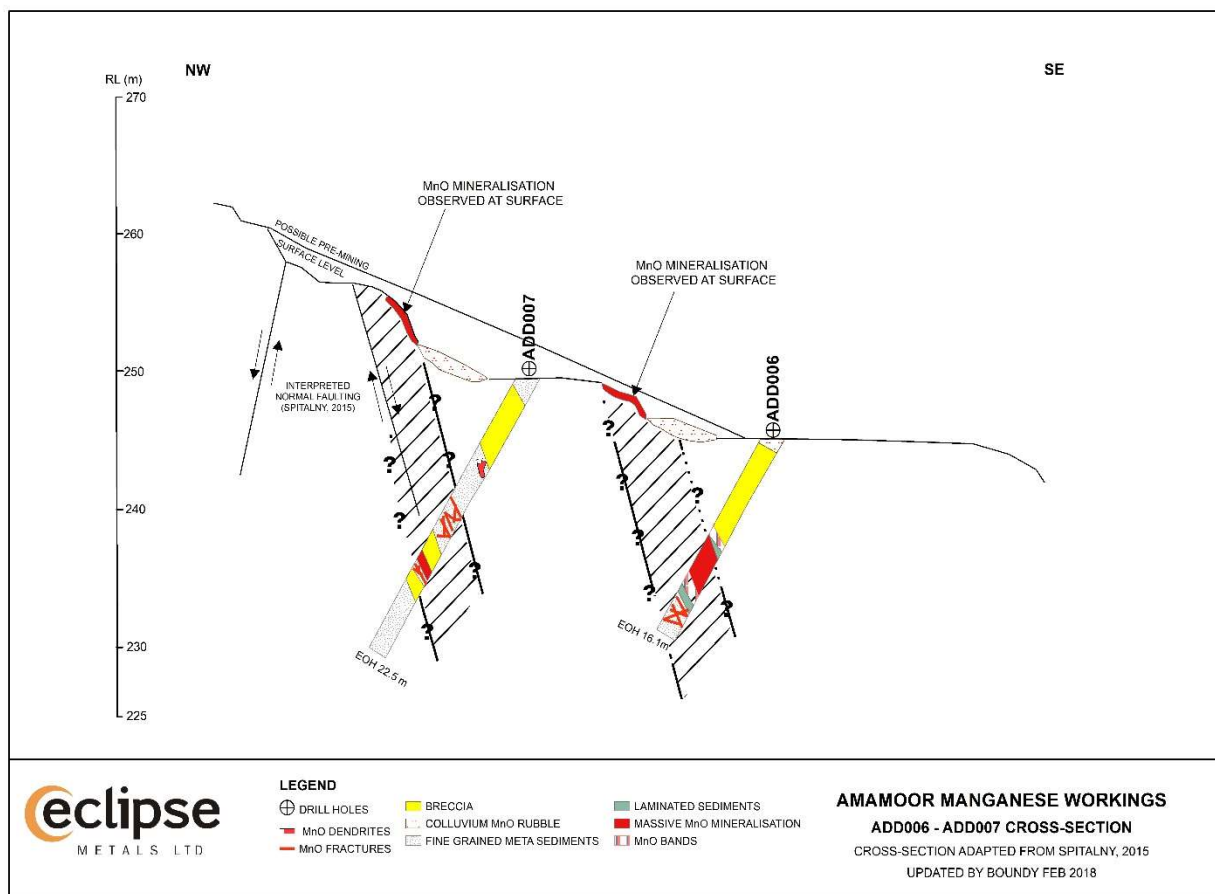 NW
SE
RL (m)
270
MnO MINERALISATION
OBSERVED AT SURFACE
260
POSSIBLE PRE-MINING
SURFACE LEVEL
MnO MINERALISATION
OBSERVED AT SURFACE
ADD007
250
ADD006
INTERPRETED
NORMAL FAULTING
(SPITALNY, 2015)
?
?
?
?
?
?
?
?
?
?
?
?
?
240
230
EOH 22.5 m
EOH 16.1m
225
eclipse
METALS LTD
LEGEND
DRILL HOLES
MnO DENDRITES
MnO FRACTURES
BRECCIA
COLLUVIUM MnO RUBBLE
FINE GRAINED META SEDIMENTS
LAMINATED SEDIMENTS
MASSIVE MnO MINERALISATION
MnO BANDS
AMAMOOR MANGANESE WORKINGS
ADD006 - ADD007 CROSS-SECTION
CROSS-SECTION ADAPTED FROM SPITALNY, 2015
UPDATED BY BOUNDY FEB 2018